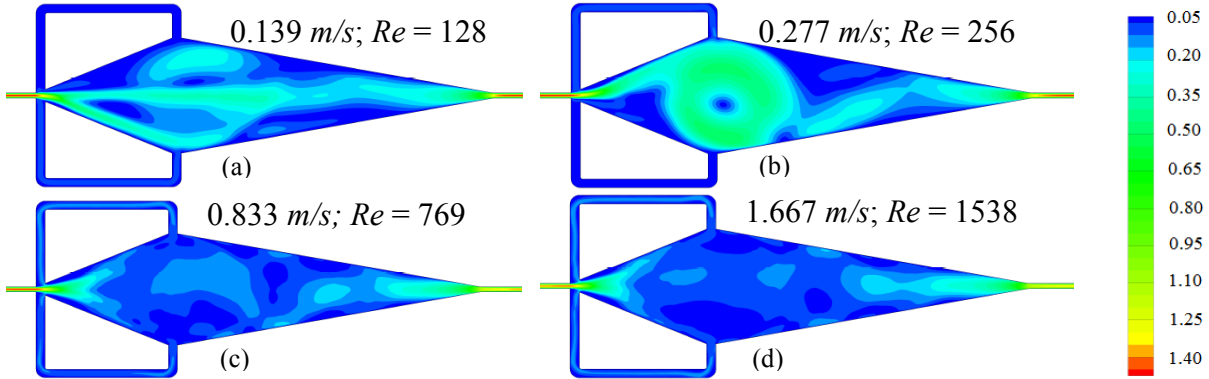 0.139 m/s; Re = 128
(a)
0.277 m/s; Re = 256
(b)
0.833 m/s; Re = 769
(c)
1.667 m/s; Re = 1538
(d)
0.05
0.20
0.35
0.50
0.65
0.80
0.95
1.10
1.25
1.40